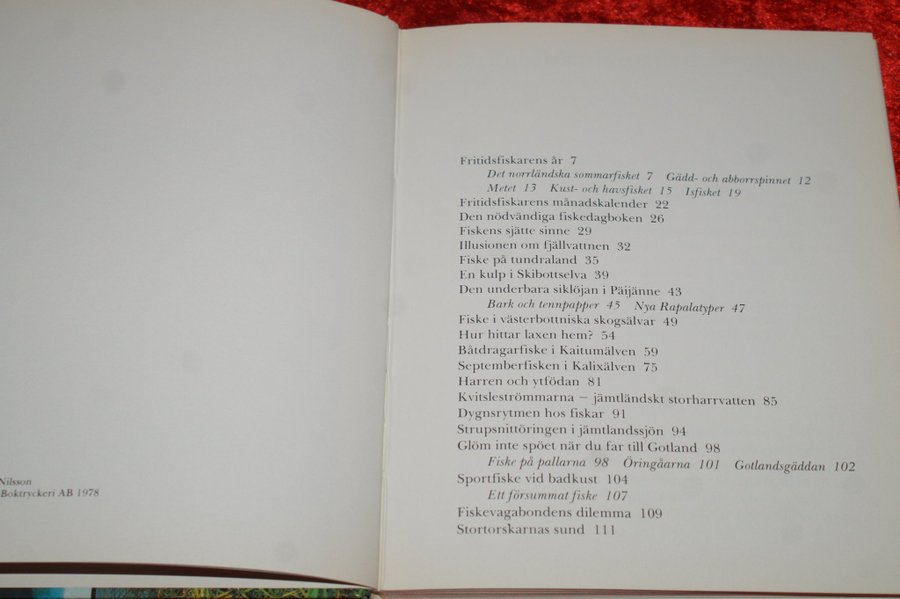 Nilsson
Boktryckeri AB 1978
Fritidsfiskarens år 7
Det norrländska sommarfisket 7 Gädd- och abborrspinnet 12
Metet 13 Kust- och havsfisket 15 Isfisket 19
Fritidsfiskarens månadskalender 22
Den nödvändiga fiskedagboken 26
Fiskens sjätte sinne 29
Illusionen om fjällvattnen 32
Fiske på tundraland 35
En kulp i Skibottselva 39
Den underbara siklöjan i Päijänne 43
Bark och tennpapper 45 Nya Rapalatyper 47
Fiske i västerbottniska skogsälvar 49
Hur hittar laxen hem? 54
Båtdragarfiske i Kaitumälven 59
Septemberfisken i Kalixälven 75
Harren och ytfödan 81
Kvitsleströmmarna – jämtländskt storharrvatten 85
Dygnsrytmen hos fiskar 91
Strupsnittöringen i jämtlandssjön 94
Glöm inte spöet när du far till Gotland 98
Fiske på pallarna 98 Öringåarna 101 Gotlandsgäddan 102
Sportfiske vid badkust 104
Ett försummat fiske 107
Fiskevagabondens dilemma 109
Stortorskarnas sund 111